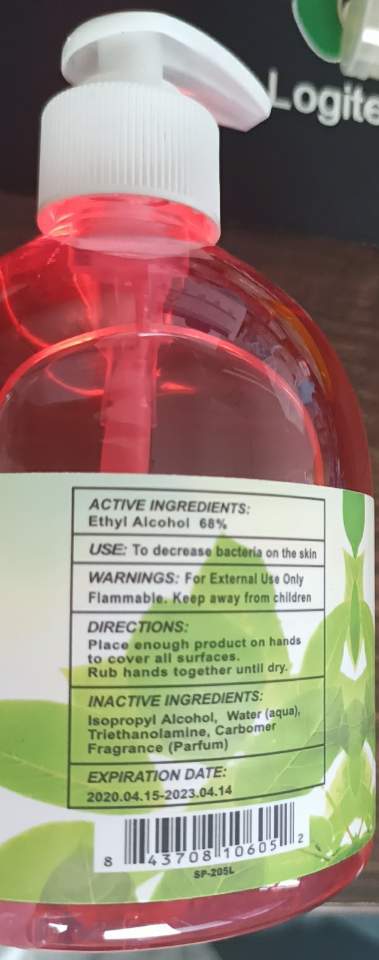 Logite
ACTIVE INGREDIENTS:
Ethyl Alcohol 68%
USE: To decrease bacteria on the skin
WARNINGS: For External Use Only
Flammable. Keep away from children
DIRECTIONS:
Place enough product on hands
to cover all surfaces.
Rub hands together until dry.
INACTIVE INGREDIENTS:
Isopropyl Alcohol, Water (aqua),
Triethanolamine, Carbomer
Fragrance (Parfum)
EXPIRATION DATE:
2020.04.15-2023.04.14
8 43708 10605 2
SP-205L